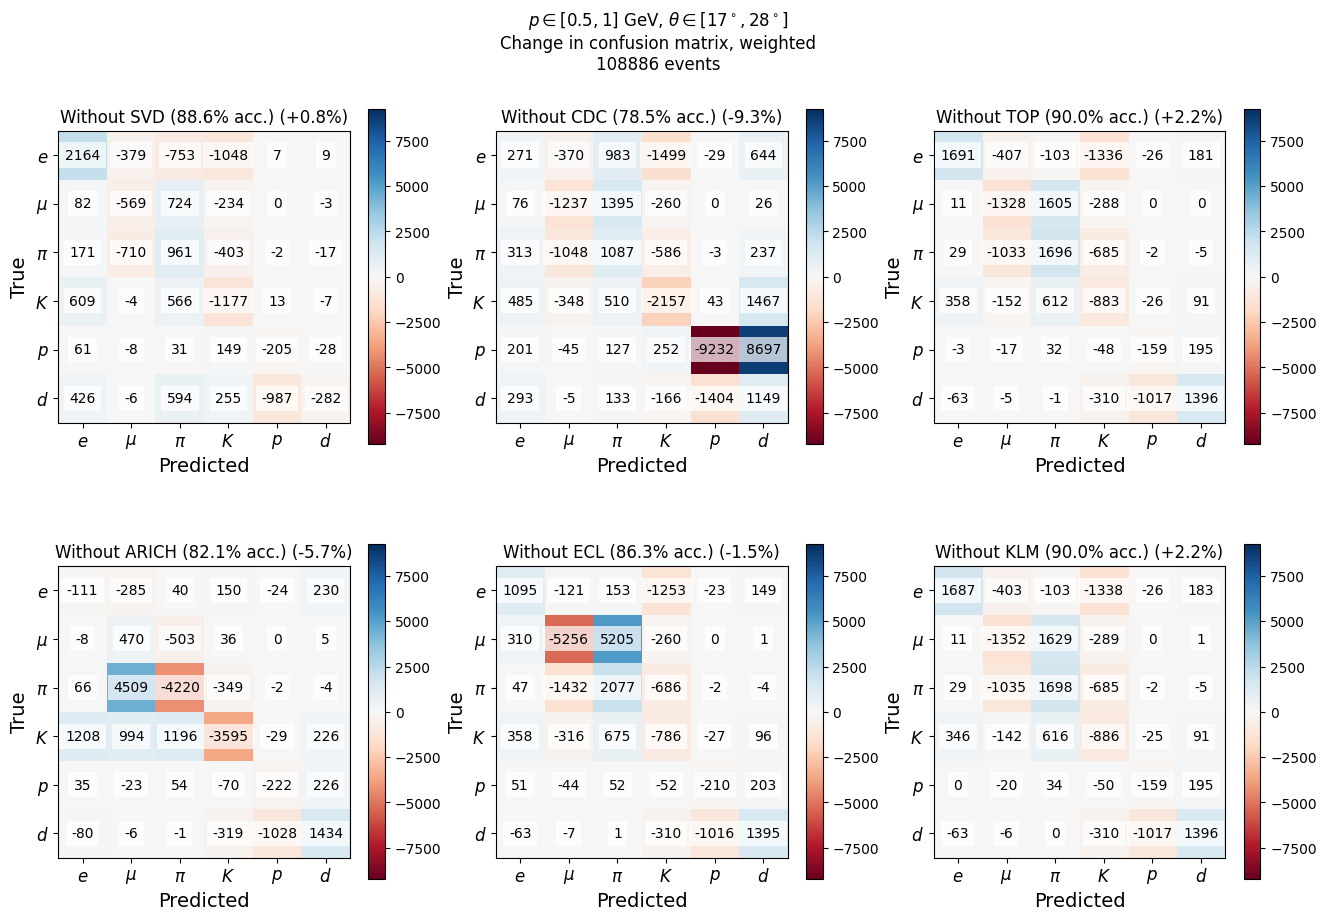 p ∈ [0.5, 1] GeV, θ ∈ [17°, 28°]
Change in confusion matrix, weighted
108886 events
Without SVD (88.6% acc.) (+0.8%)
e 2164 -379 -753 -1048 7 9
μ 82 -569 724 -234 0 -3
π 171 -710 961 -403 -2 -17
K 609 -4 566 -1177 13 -7
p 61 -8 31 149 -205 -28
d 426 -6 594 255 -987 -282
e μ π K p d
True
Predicted
7500
5000
2500
0
−2500
−5000
−7500
Without CDC (78.5% acc.) (-9.3%)
e 271 -370 983 -1499 -29 644
μ 76 -1237 1395 -260 0 26
π 313 -1048 1087 -586 -3 237
K 485 -348 510 -2157 43 1467
p 201 -45 127 252 -9232 8697
d 293 -5 133 -166 -1404 1149
e μ π K p d
True
Predicted
7500
5000
2500
0
−2500
−5000
−7500
Without TOP (90.0% acc.) (+2.2%)
e 1691 -407 -103 -1336 -26 181
μ 11 -1328 1605 -288 0 0
π 29 -1033 1696 -685 -2 -5
K 358 -152 612 -883 -26 91
p -3 -17 32 -48 -159 195
d -63 -5 -1 -310 -1017 1396
e μ π K p d
True
Predicted
7500
5000
2500
0
−2500
−5000
−7500
Without ARICH (82.1% acc.) (-5.7%)
e -111 -285 40 150 -24 230
μ -8 470 -503 36 0 5
π 66 4509 -4220 -349 -2 -4
K 1208 994 1196 -3595 -29 226
p 35 -23 54 -70 -222 226
d -80 -6 -1 -319 -1028 1434
e μ π K p d
True
Predicted
7500
5000
2500
0
−2500
−5000
−7500
Without ECL (86.3% acc.) (-1.5%)
e 1095 -121 153 -1253 -23 149
μ 310 -5256 5205 -260 0 1
π 47 -1432 2077 -686 -2 -4
K 358 -316 675 -786 -27 96
p 51 -44 52 -52 -210 203
d -63 -7 1 -310 -1016 1395
e μ π K p d
True
Predicted
7500
5000
2500
0
−2500
−5000
−7500
Without KLM (90.0% acc.) (+2.2%)
e 1687 -403 -103 -1338 -26 183
μ 11 -1352 1629 -289 0 1
π 29 -1035 1698 -685 -2 -5
K 346 -142 616 -886 -25 91
p 0 -20 34 -50 -159 195
d -63 -6 0 -310 -1017 1396
e μ π K p d
True
Predicted
7500
5000
2500
0
−2500
−5000
−7500